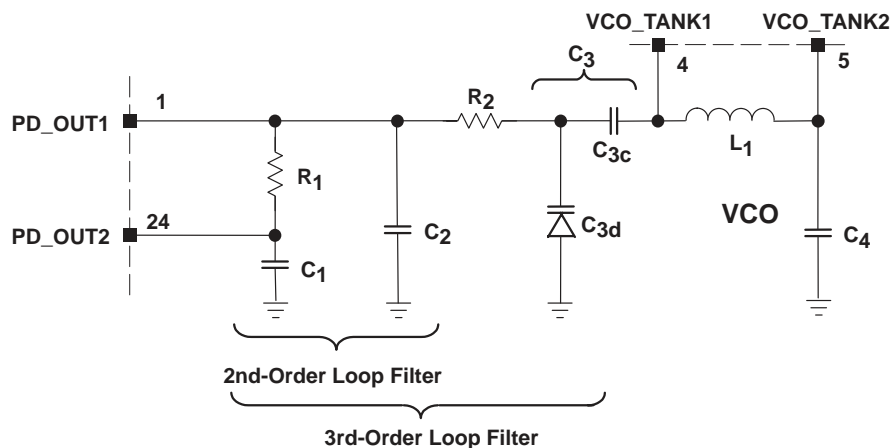 VCO_TANK1 VCO_TANK2
C3
4
5
1
PD_OUT1
R2
C3c
L1
R1
24
PD_OUT2
C2
C3d
VCO
C4
C1
2nd-Order Loop Filter
3rd-Order Loop Filter